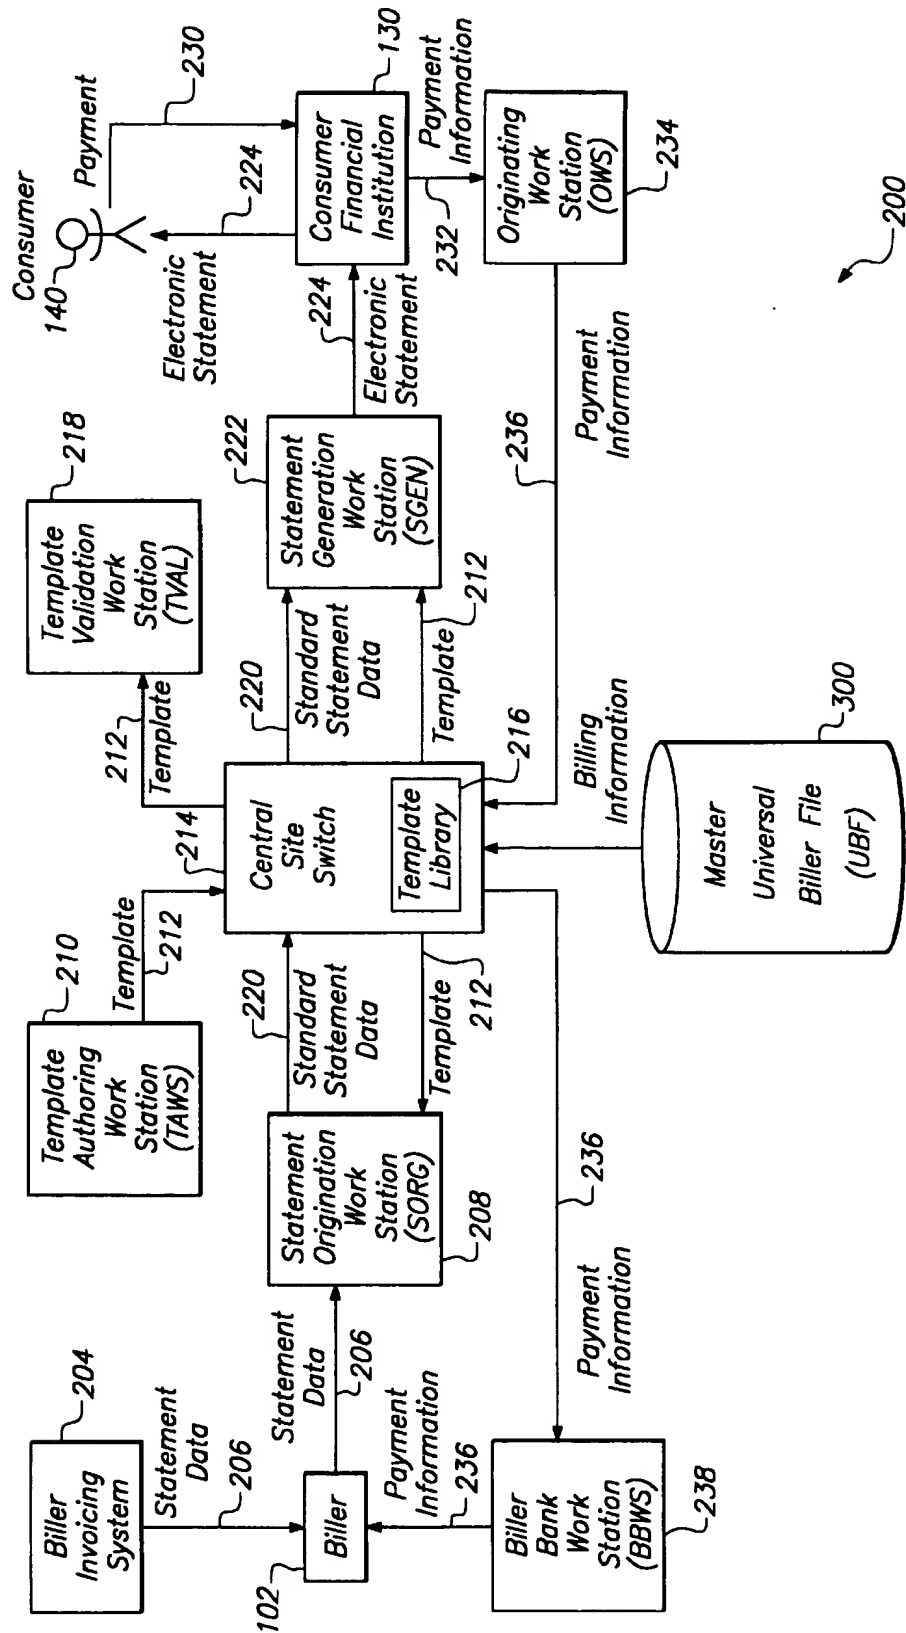 Biller
Invoicing
System
204
Statement
Data
206
Biller
102
Statement
Data
206
Payment
Information
236
Biller
Bank
Work
Station
(BBWS)
238
Template
Authoring
Work
Station
(TAWS)
210
Template
212
Statement
Origination
Work
Station
(SORG)
208
220
Standard
Statement
Data
Template
212
Central
Site
Switch
214
Template
Library
216
212
Template
Template
Validation
Work
Station
(TVAL)
218
220
Standard
Statement
Data
Template
212
Statement
Generation
Work
Station
(SGEN)
222
224
Electronic
Statement
Consumer
140
Electronic
Statement
224
Payment
230
Consumer
Financial
Institution
130
232
Payment
Information
Originating
Work
Station
(OWS)
234
236
Payment
Information
236
Payment
Information
Billing
Information
Master
Universal
Biller File
(UBF)
300
200